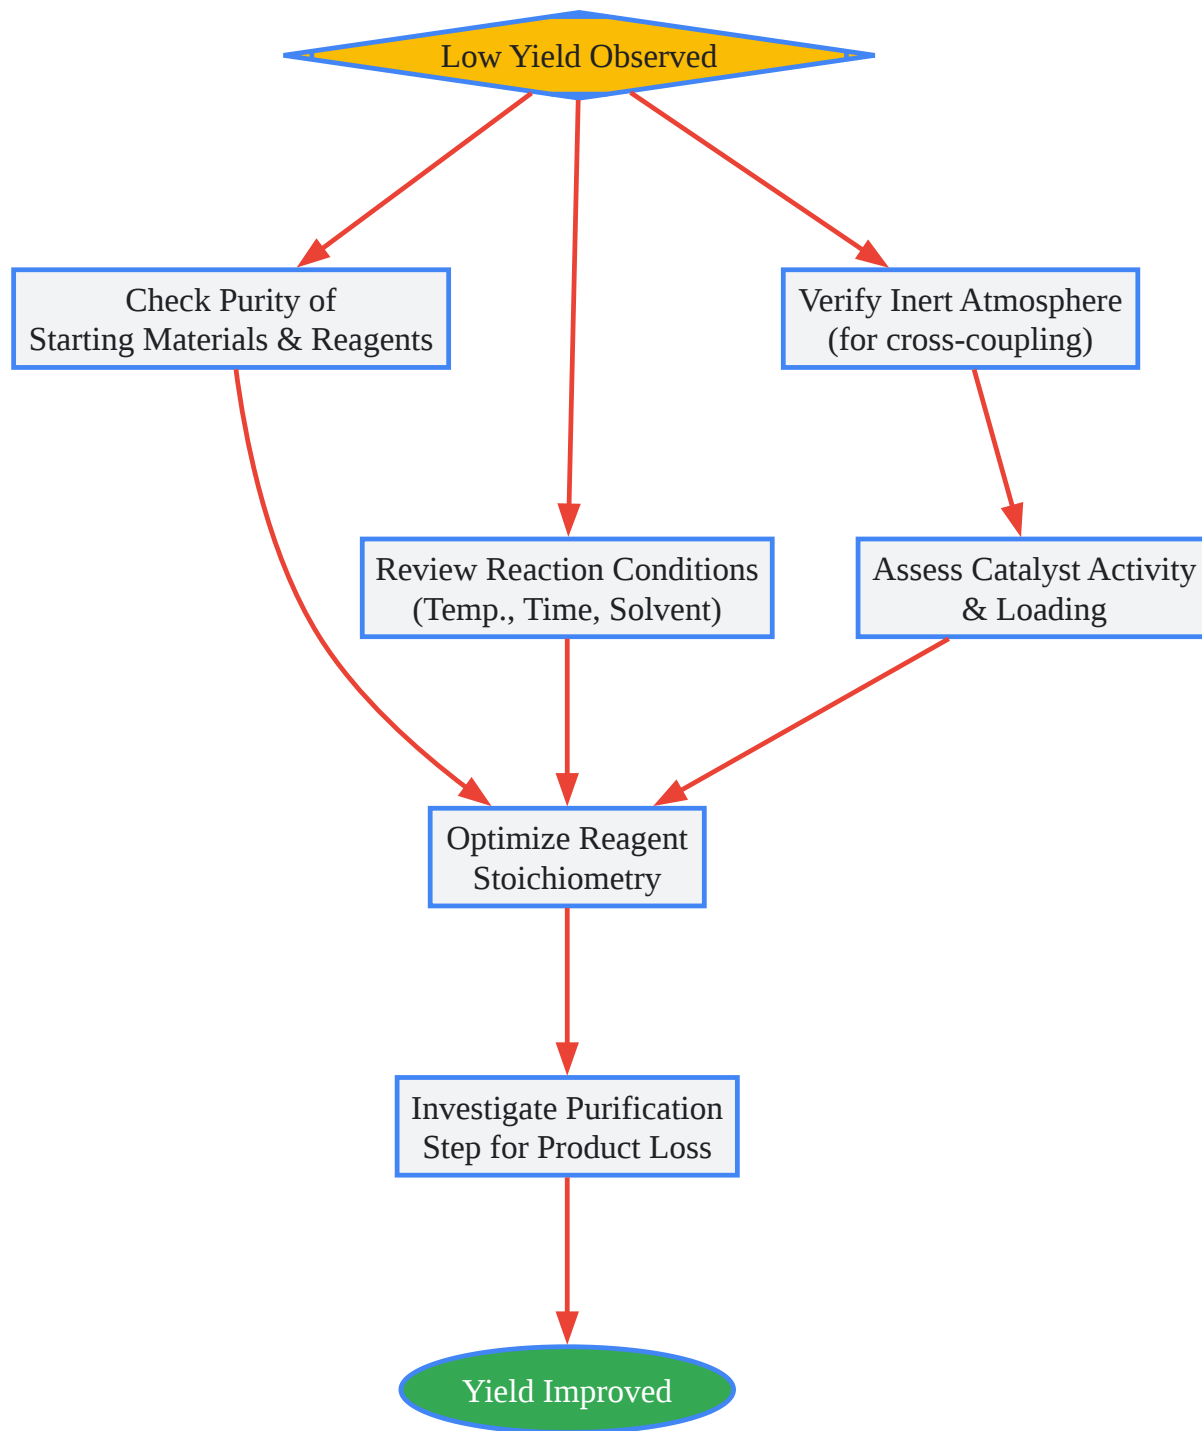 Low Yield Observed
Check Purity of
Starting Materials & Reagents
Verify Inert Atmosphere
(for cross-coupling)
Review Reaction Conditions
(Temp., Time, Solvent)
Assess Catalyst Activity
& Loading
Optimize Reagent
Stoichiometry
Investigate Purification
Step for Product Loss
Yield Improved